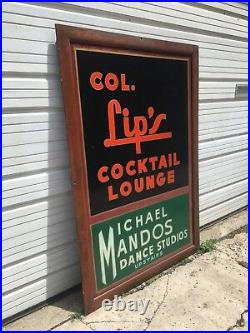 COL.
Lip's
COCKTAIL
LOUNGE
MICHAEL
MANDOS
DANCE STUDIOS
UPSTAIRS